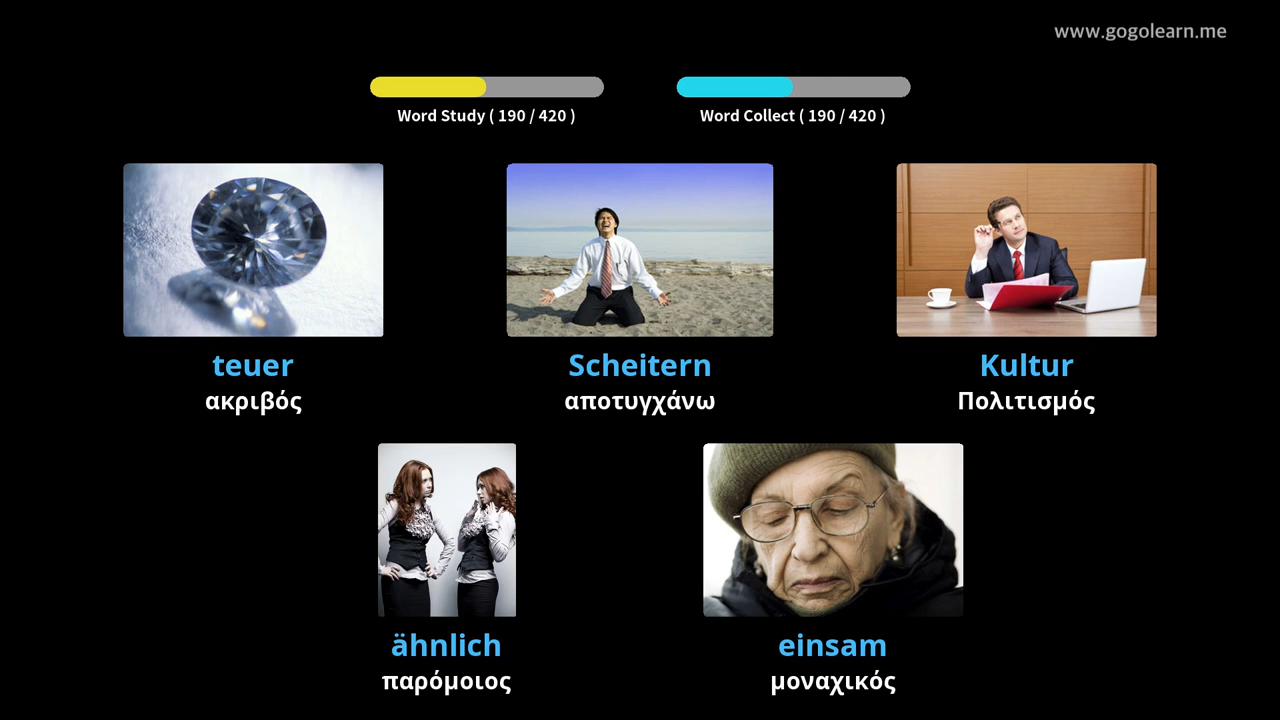 www.gogolearn.me
Word Study ( 190 / 420 )
Word Collect ( 190 / 420 )
teuer
ακριβός
Scheitern
αποτυγχάνω
Kultur
Πολιτισμός
ähnlich
παρόμοιος
einsam
μοναχικός